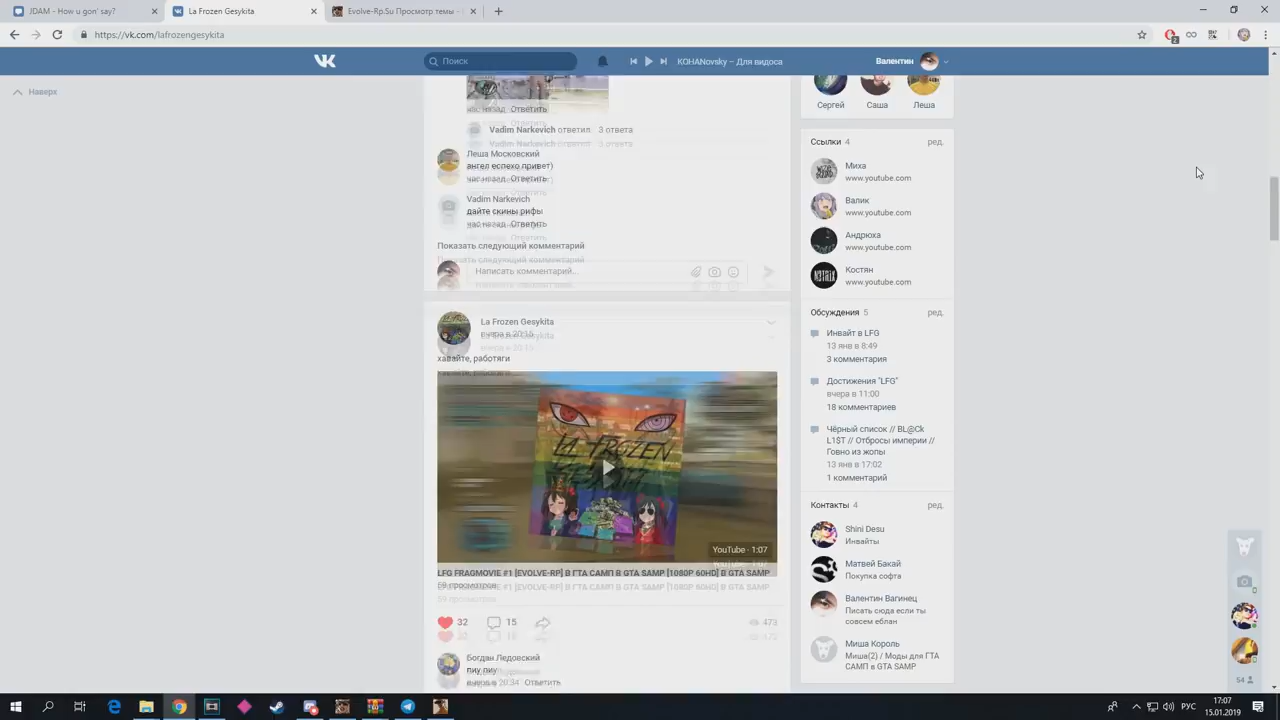 JDAM - How u gon' say?
La Frozen Gesykita
Evolve-Rp.Su Просмотр темы -
https://vk.com/lafrozengesykita
Поиск
KOHANovsky – Для видоса
Валентин
Наверх
Ответить
Vadim Narkevich ответил 3 ответа
Леша Московский
ангел еспехо привет)
час назад Ответить
Vadim Narkevich
дайте скины рифы
час назад Ответить
Показать следующий комментарий
Написать комментарий...
La Frozen Gesykita
вчера в 20:15
хавайте, работяги
LA FROZEN
YouTube · 1:07
LFG FRAGMOVIE #1 [EVOLVE-RP] В ГТА САМП В GTA SAMP [1080P 60HD] В GTA SAMP
32 15 473
Богдан Ледовский
пиу пиу
Ответить
Сергей Саша Леша
Ссылки 4 ред.
Миха
www.youtube.com
Валик
www.youtube.com
Андрюха
www.youtube.com
Костян
www.youtube.com
Обсуждения 5 ред.
Инвайт в LFG
13 янв в 8:49
3 комментария
Достижения "LFG"
вчера в 11:00
18 комментариев
Чёрный список // BL@Ck
L1$T // Отбросы империи //
Говно из жопы
13 янв в 17:02
1 комментарий
Контакты 4 ред.
Shini Desu
Инвайты
Матвей Бакай
Покупка софта
Валентин Вагинец
Писать сюда если ты
совсем еблан
Миша Король
Миша(2) / Моды для ГТА
САМП в GTA SAMP
54
РУС
17:07
15.01.2019